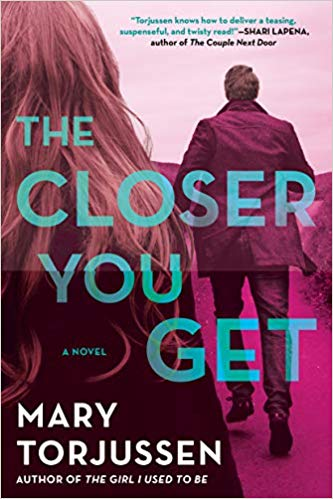 "Torjussen knows how to deliver a teasing,
suspenseful, and twisty read!"—SHARI LAPENA,
author of The Couple Next Door
THE
CLOSER
YOU
GET
A NOVEL
MARY
TORJUSSEN
AUTHOR OF THE GIRL I USED TO BE